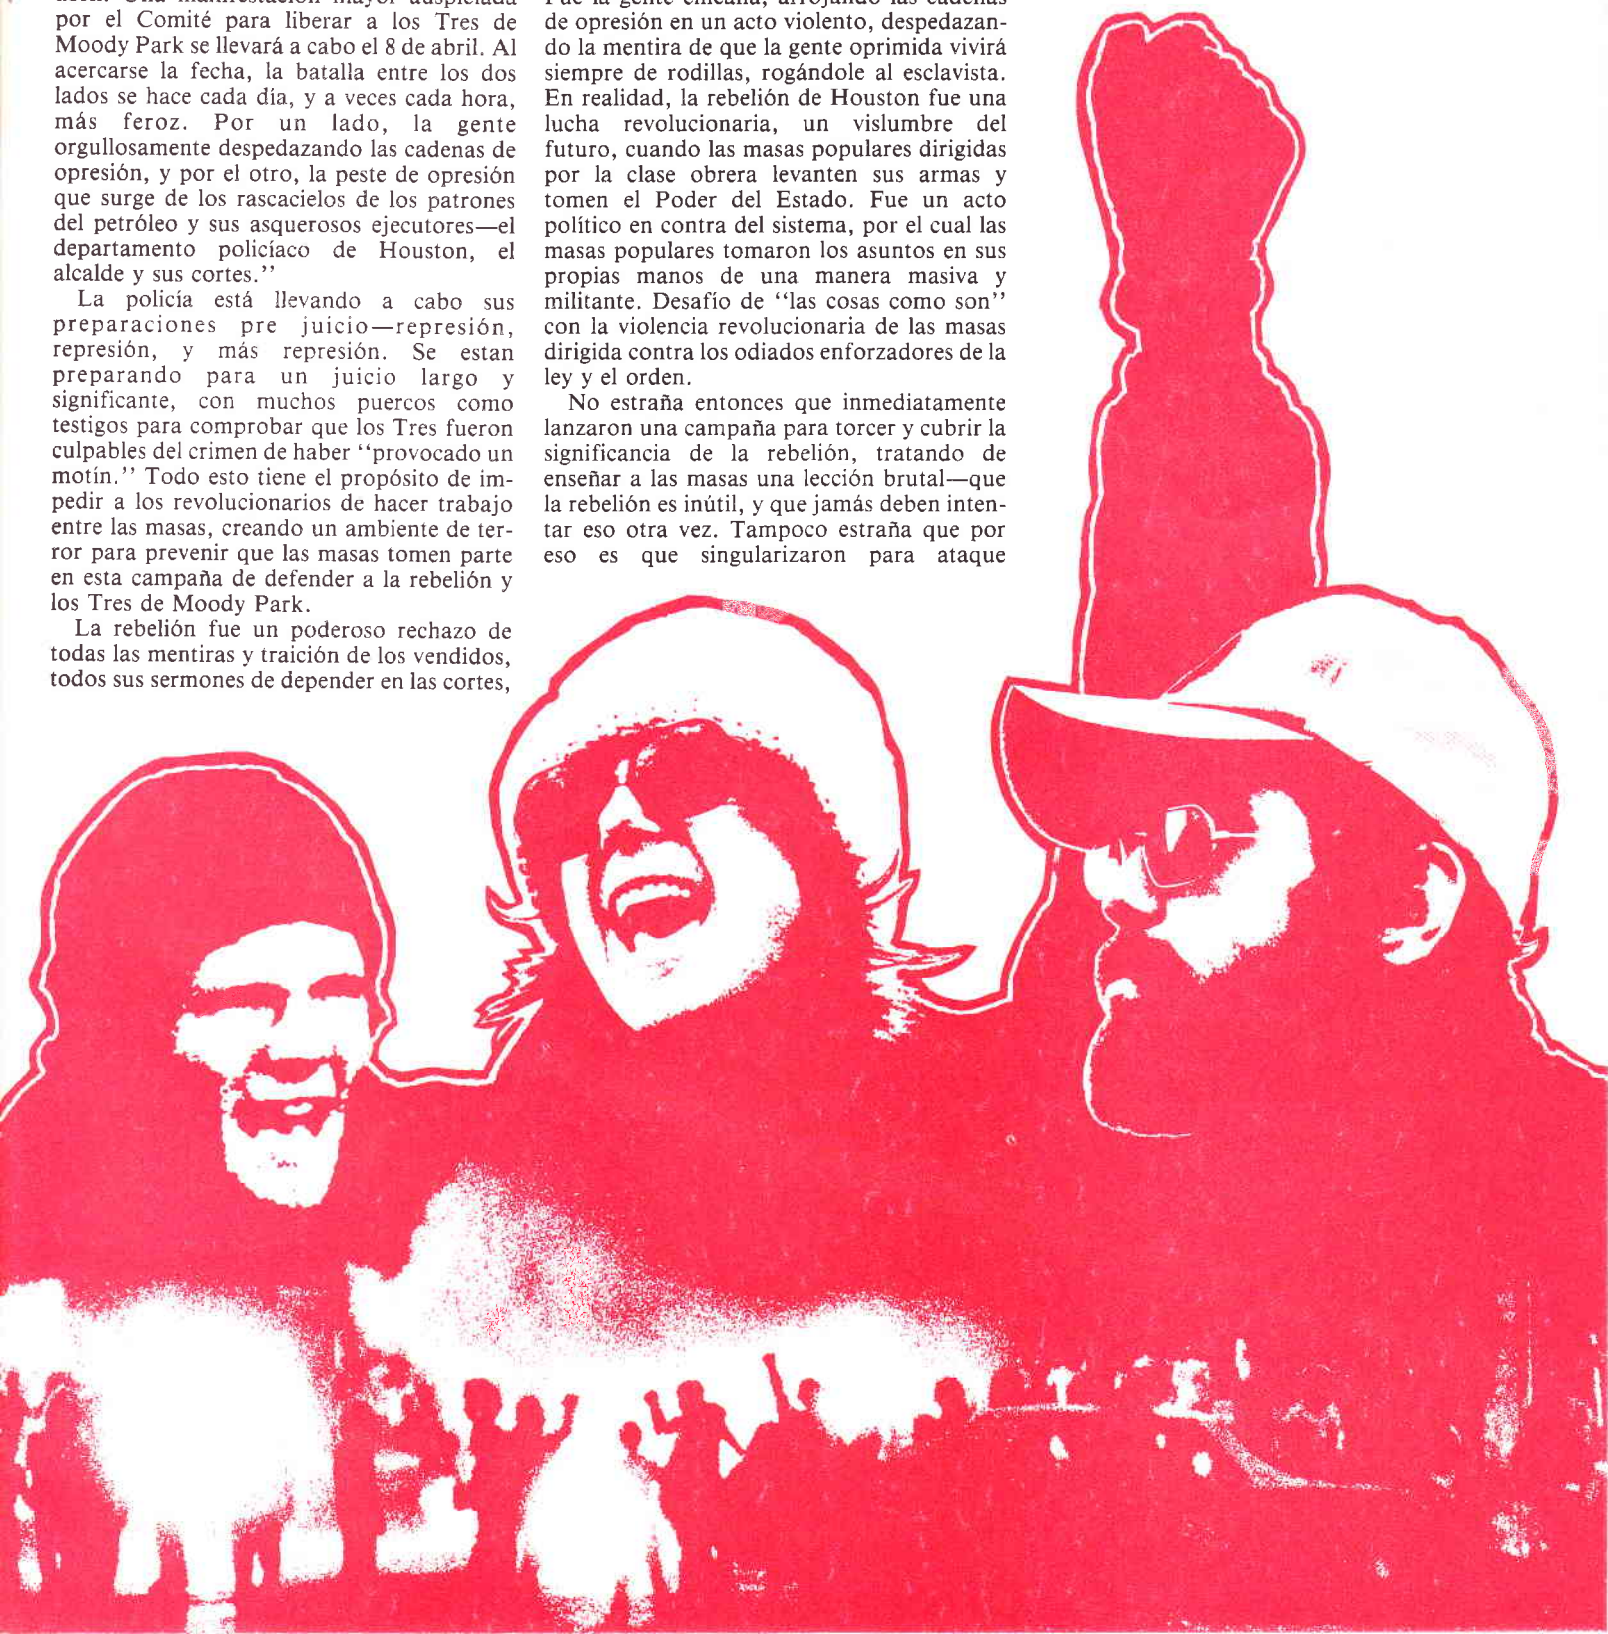 por el Comité para liberar a los Tres de
Moody Park se llevará a cabo el 8 de abril. Al
acercarse la fecha, la batalla entre los dos
lados se hace cada día, y a veces cada hora,
más feroz. Por un lado, la gente
orgullosamente despedazando las cadenas de
opresión, y por el otro, la peste de opresión
que surge de los rascacielos de los patrones
del petróleo y sus asquerosos ejecutores—el
departamento policíaco de Houston, el
alcalde y sus cortes.’’
La policía está llevando a cabo sus
preparaciones pre juicio—represión,
represión, y más represión. Se estan
preparando para un juicio largo y
significante, con muchos puercos como
testigos para comprobar que los Tres fueron
culpables del crimen de haber ‘‘provocado un
motín.’’ Todo esto tiene el propósito de im-
pedir a los revolucionarios de hacer trabajo
entre las masas, creando un ambiente de ter-
ror para prevenir que las masas tomen parte
en esta campaña de defender a la rebelión y
los Tres de Moody Park.
La rebelión fue un poderoso rechazo de
todas las mentiras y traición de los vendidos,
todos sus sermones de depender en las cortes,
de opresión en un acto violento, despedazan-
do la mentira de que la gente oprimida vivirá
siempre de rodillas, rogándole al esclavista.
En realidad, la rebelión de Houston fue una
lucha revolucionaria, un vislumbre del
futuro, cuando las masas populares dirigidas
por la clase obrera levanten sus armas y
tomen el Poder del Estado. Fue un acto
político en contra del sistema, por el cual las
masas populares tomaron los asuntos en sus
propias manos de una manera masiva y
militante. Desafío de ‘‘las cosas como son’’
con la violencia revolucionaria de las masas
dirigida contra los odiados enforzadores de la
ley y el orden.
No estraña entonces que inmediatamente
lanzaron una campaña para torcer y cubrir la
significancia de la rebelión, tratando de
enseñar a las masas una lección brutal—que
la rebelión es inútil, y que jamás deben inten-
tar eso otra vez. Tampoco estraña que por
eso es que singularizaron para ataque